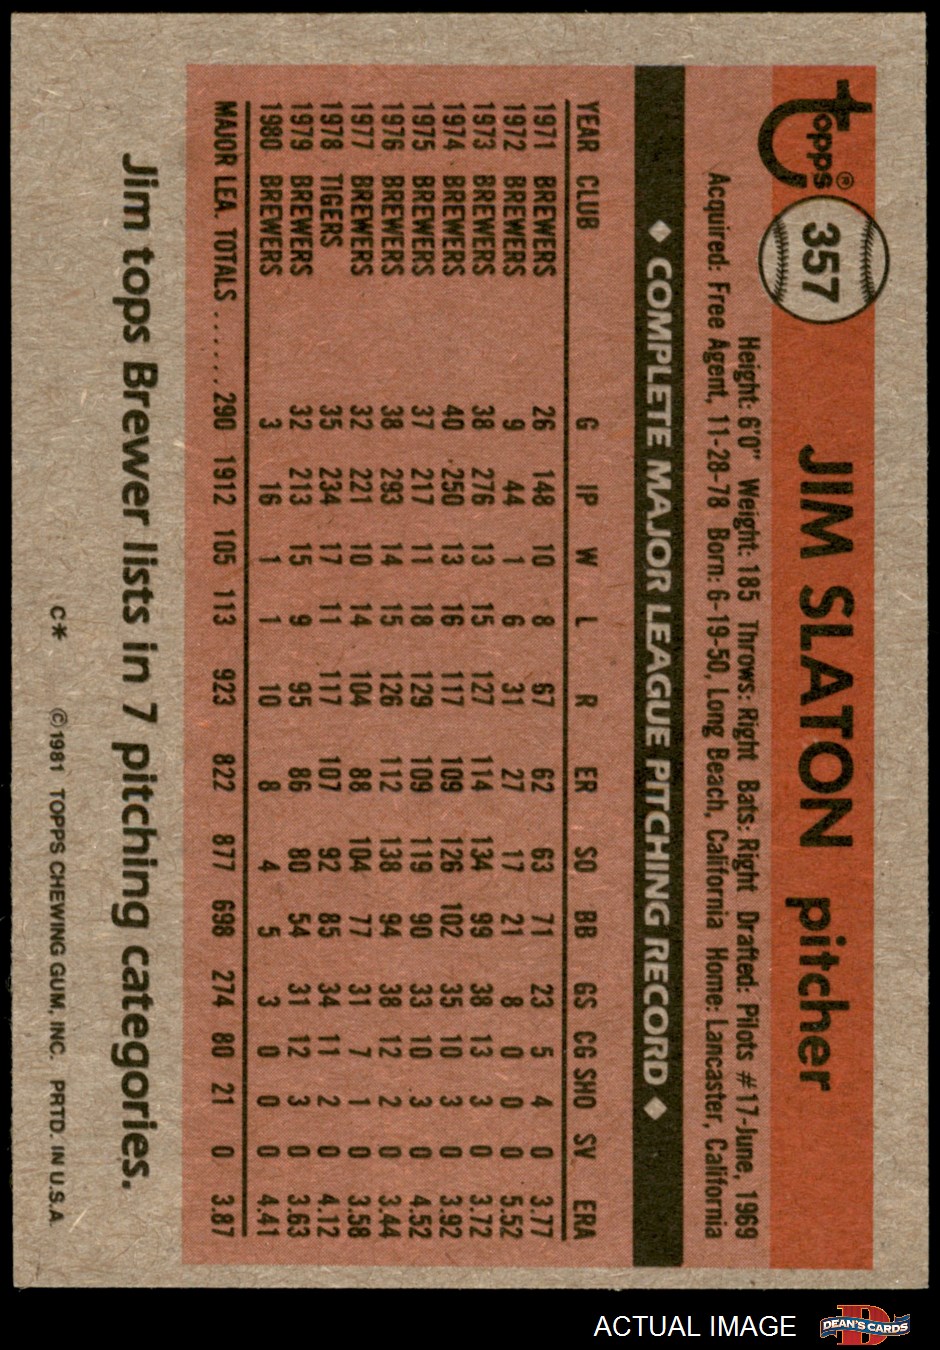 topps® 357 JIM SLATON pitcher
Height: 6'0" Weight: 185 Throws: Right Bats: Right Drafted: Pilots #17-June, 1969
Acquired: Free Agent, 11-28-78 Born: 6-19-50, Long Beach, California Home: Lancaster, California
◆ COMPLETE MAJOR LEAGUE PITCHING RECORD ◆
YEAR CLUB G IP W L R ER SO BB GS CG SHO SV ERA
1971 BREWERS 26 148 10 8 67 62 63 71 23 5 4 0 3.77
1972 BREWERS 9 44 1 6 31 27 17 21 8 0 0 0 5.52
1973 BREWERS 38 276 13 15 127 114 134 99 38 13 3 0 3.72
1974 BREWERS 40 250 13 16 117 109 126 102 35 10 3 0 3.92
1975 BREWERS 37 217 11 18 129 109 119 90 33 10 3 0 4.52
1976 BREWERS 38 293 14 15 126 112 138 94 38 12 2 0 3.44
1977 BREWERS 32 221 10 14 104 88 104 77 31 7 1 0 3.58
1978 TIGERS 35 234 17 11 117 107 92 85 34 11 2 0 4.12
1979 BREWERS 32 213 15 9 95 86 80 54 31 12 3 0 3.63
1980 BREWERS 3 16 1 1 10 8 4 5 3 0 0 0 4.41
MAJOR LEA. TOTALS...... 290 1912 105 113 923 822 877 698 274 80 21 0 3.87
Jim tops Brewer lists in 7 pitching categories.
C* ©1981 TOPPS CHEWING GUM, INC. PRTD. IN U.S.A.
ACTUAL IMAGE
D
DEAN'S CARDS